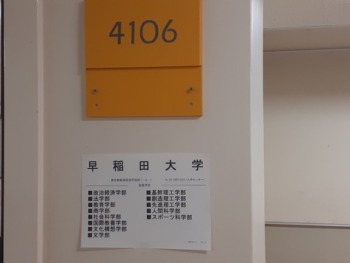 4106
早稲田大学
■政治経済学部
■法学部
■教育学部
■商学部
■社会科学部
■国際教養学部
■文化構想学部
■文学部
■基幹理工学部
■創造理工学部
■先進理工学部
■人間科学部
■スポーツ科学部